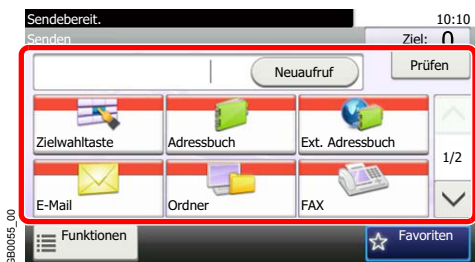 Sendebereit. 10:10
Senden Ziel: 0
Neuaufruf Prüfen
Zielwahltaste Adressbuch Ext. Adressbuch
1/2
E-Mail Ordner FAX
Funktionen Favoriten
GB0055_00